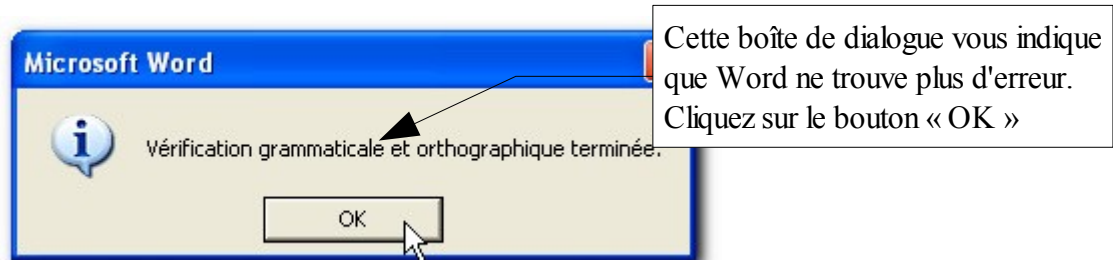 Microsoft Word
Cette boîte de dialogue vous indique
que Word ne trouve plus d'erreur.
Cliquez sur le bouton « OK »
Vérification grammaticale et orthographique terminée.
OK